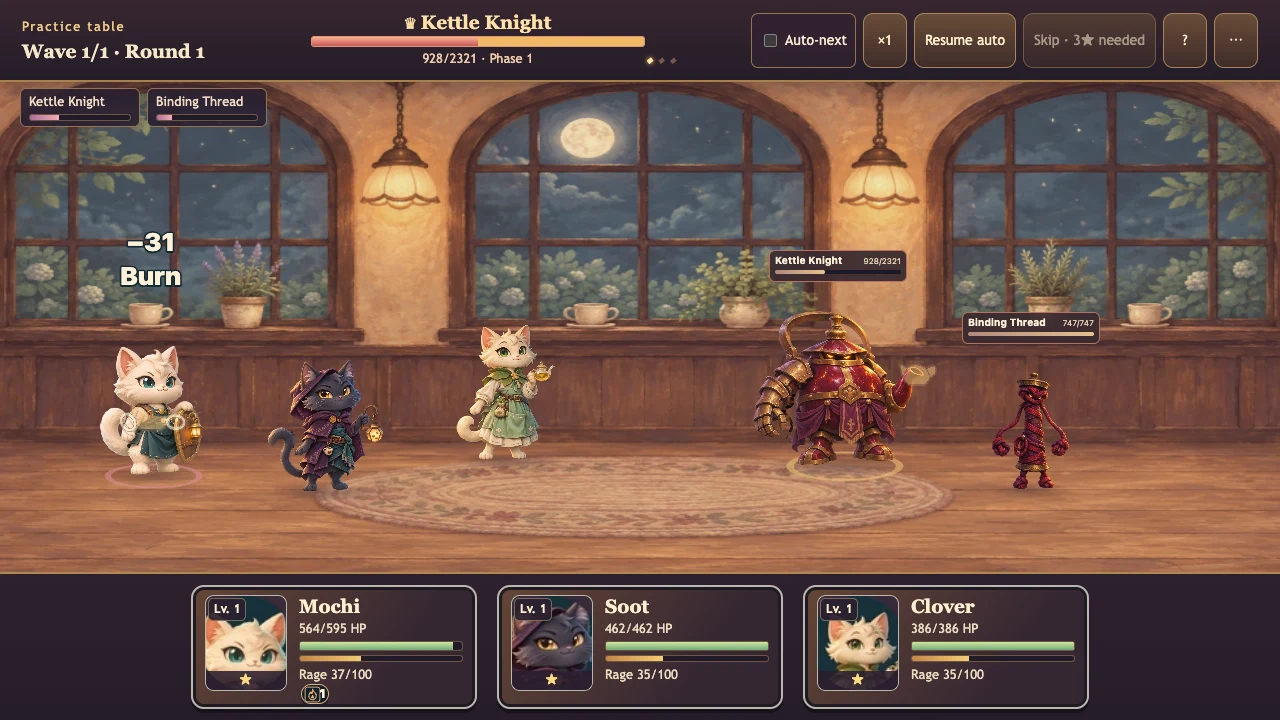 Practice table
Wave 1/1 · Round 1
♛ Kettle Knight
928/2321 · Phase 1
Auto-next
×1
Resume auto
Skip · 3★ needed
?
···
Kettle Knight
Binding Thread
−31
Burn
Kettle Knight 928/2321
Binding Thread 747/747
Lv. 1
Mochi
564/595 HP
Rage 37/100
1
Lv. 1
Soot
462/462 HP
Rage 35/100
Lv. 1
Clover
386/386 HP
Rage 35/100